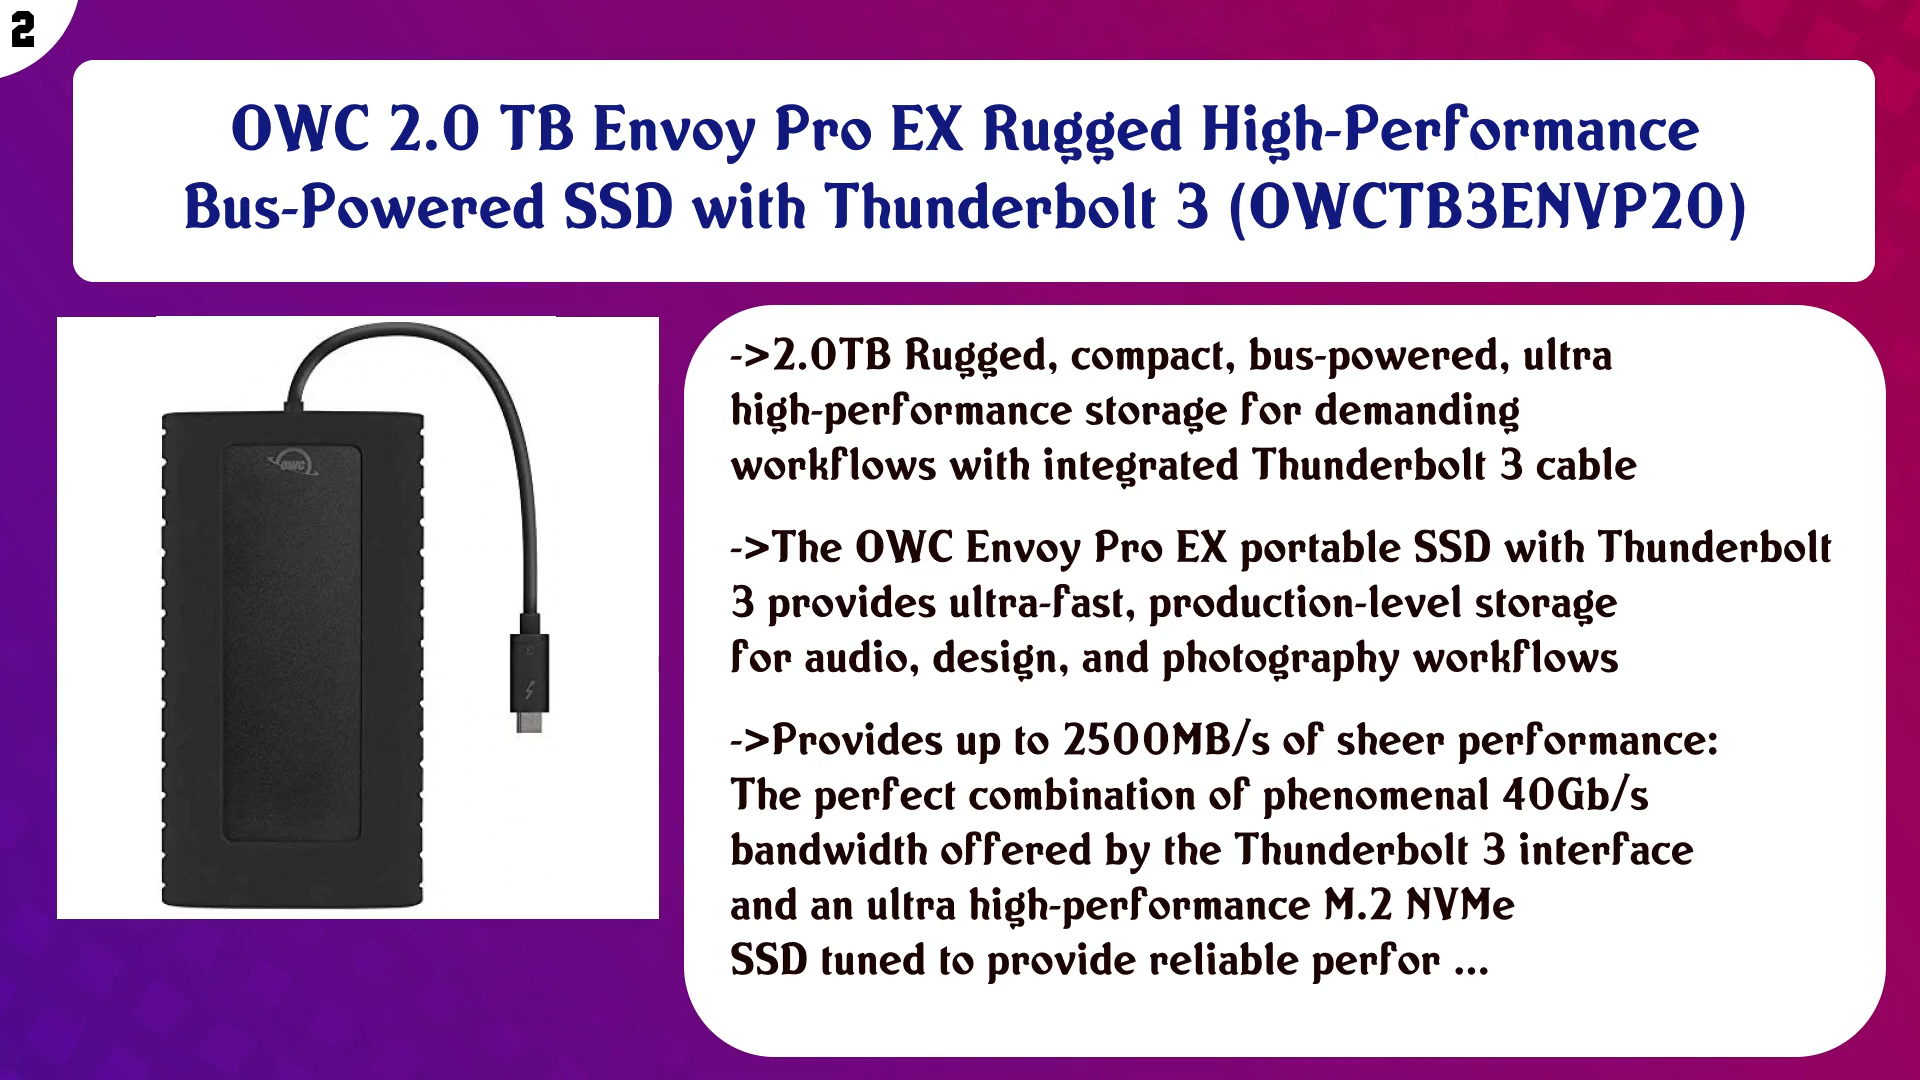 2
OWC 2.0 TB Envoy Pro EX Rugged High-Performance
Bus-Powered SSD with Thunderbolt 3 (OWCTB3ENVP20)
OWC
->2.0TB Rugged, compact, bus-powered, ultra
high-performance storage for demanding
workflows with integrated Thunderbolt 3 cable
->The OWC Envoy Pro EX portable SSD with Thunderbolt
3 provides ultra-fast, production-level storage
for audio, design, and photography workflows
->Provides up to 2500MB/s of sheer performance:
The perfect combination of phenomenal 40Gb/s
bandwidth offered by the Thunderbolt 3 interface
and an ultra high-performance M.2 NVMe
SSD tuned to provide reliable perfor ...